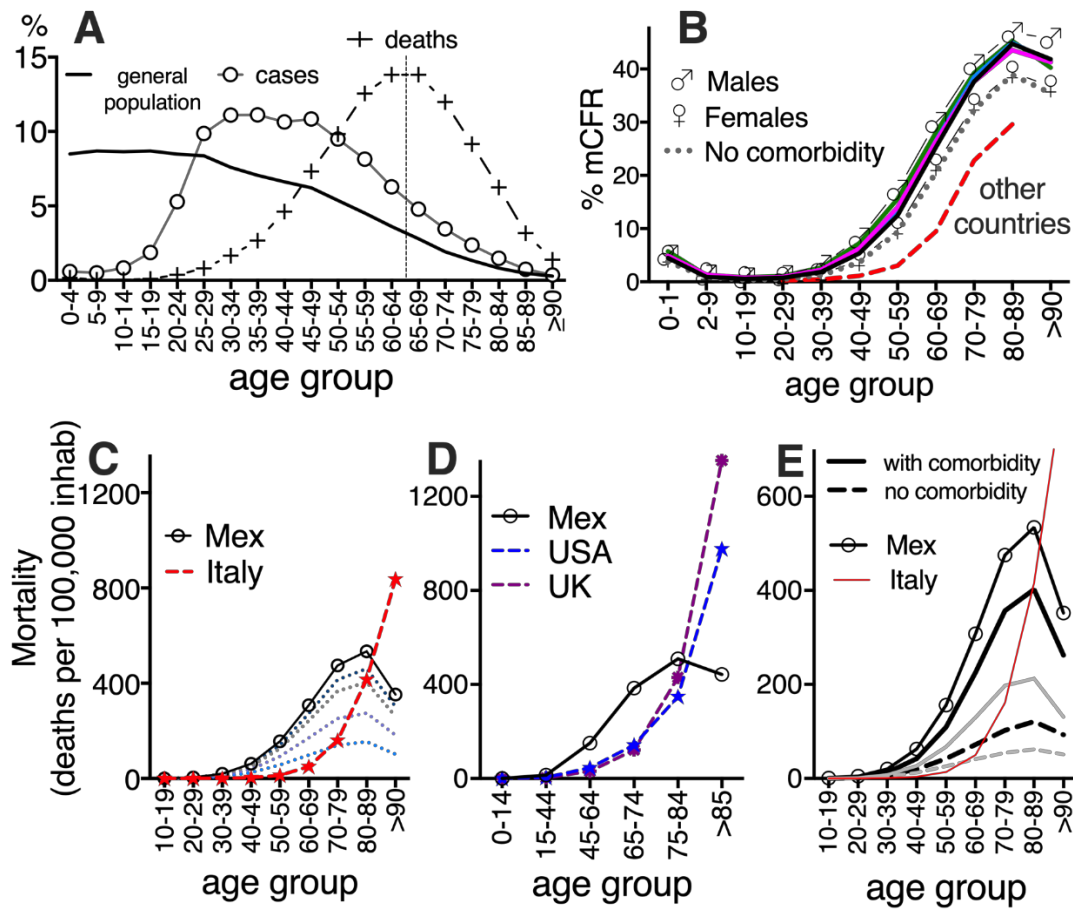 A
%
15
10
5
0
general
population
cases
deaths
0-4
5-9
10-14
15-19
20-24
25-29
30-34
35-39
40-44
45-49
50-54
55-59
60-64
65-69
70-74
75-79
80-84
85-89
≥90
age group
B
% mCFR
40
30
20
10
0
♂ Males
♀ Females
No comorbidity
other
countries
0-1
2-9
10-19
20-29
30-39
40-49
50-59
60-69
70-79
80-89
>90
age group
C
Mortality
(deaths per 100,000 inhab)
1200
800
400
0
Mex
Italy
10-19
20-29
30-39
40-49
50-59
60-69
70-79
80-89
>90
age group
D
1200
800
400
0
Mex
USA
UK
0-14
15-44
45-64
65-74
75-84
>85
age group
E
with comorbidity
no comorbidity
600
400
200
0
Mex
Italy
10-19
20-29
30-39
40-49
50-59
60-69
70-79
80-89
>90
age group